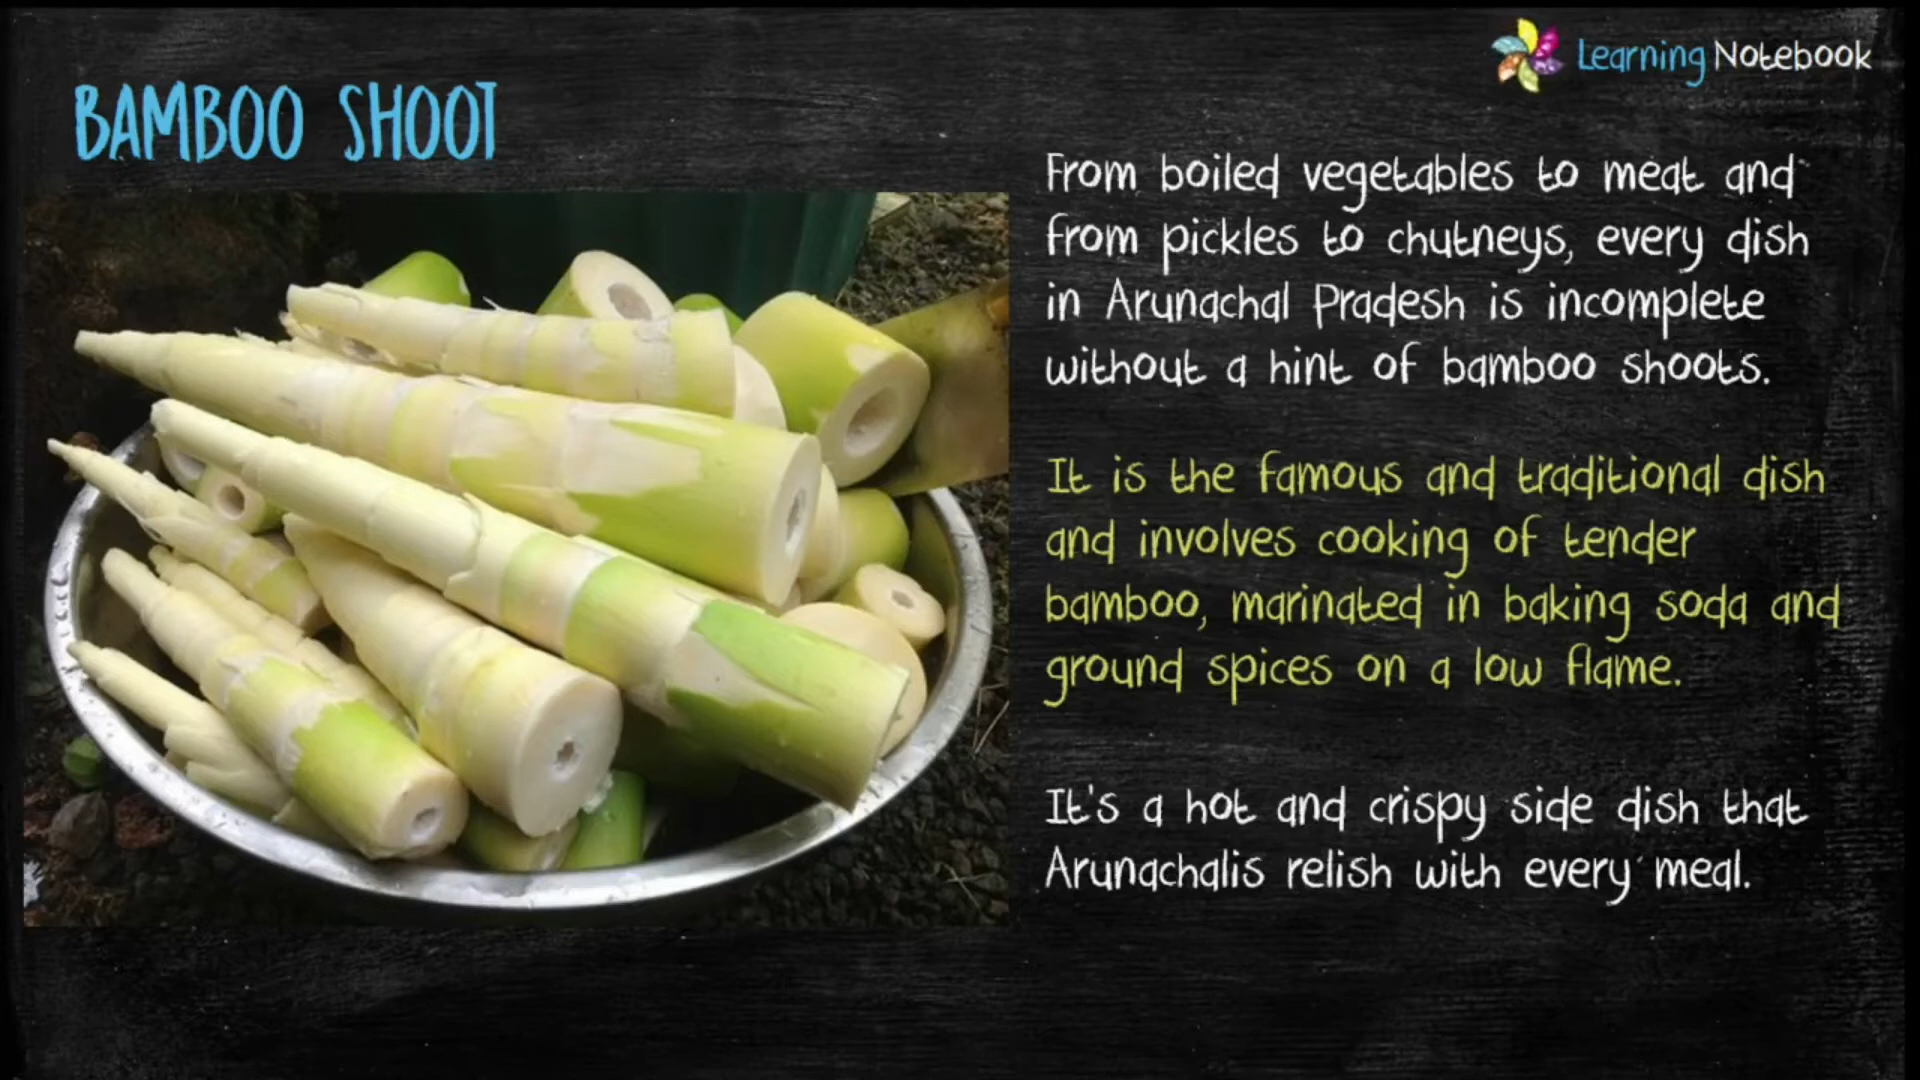 Learning Notebook
BAMBOO SHOOT
From boiled vegetables to meat and
from pickles to chutneys, every dish
in Arunachal Pradesh is incomplete
without a hint of bamboo shoots.
It is the famous and traditional dish
and involves cooking of tender
bamboo, marinated in baking soda and
ground spices on a low flame.
It's a hot and crispy side dish that
Arunachalis relish with every meal.